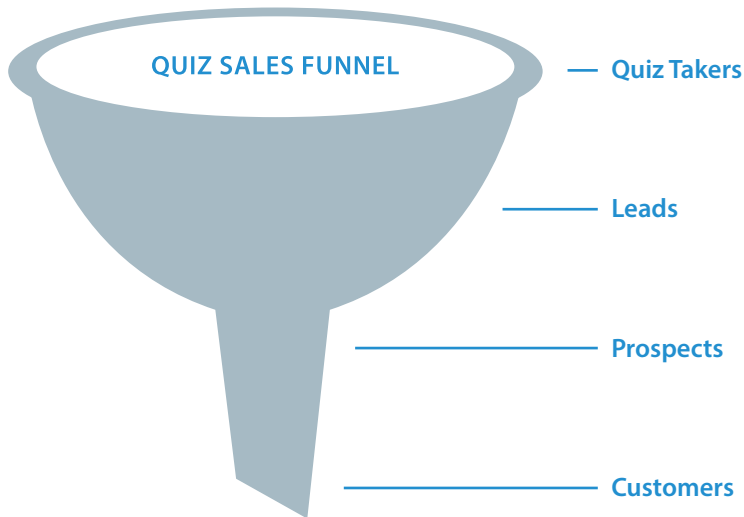 QUIZ SALES FUNNEL
Quiz Takers
Leads
Prospects
Customers